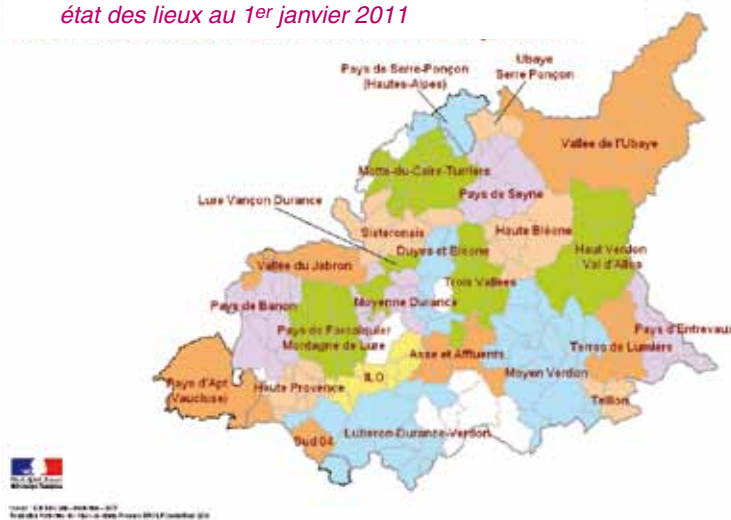 état des lieux au 1er janvier 2011
Pays de Serre-Ponçon
(Hautes-Alpes)
Ubaye
Serre Ponçon
Vallée de l'Ubaye
Motte-du-Caire-Turriers
Pays de Seyne
Lure Vançon Durance
Sisteronais
Haute Bléone
Duyes et Bléone
Haut Verdon
Val d'Allos
Vallée du Jabron
Trois Vallées
Pays de Banon
Moyenne Durance
Pays de Forcalquier
Montagne de Lure
Pays d'Entrevaux
Terres de Lumière
Asse et Affluents
ILO
Moyen Verdon
Pays d'Apt
(Vaucluse)
Haute Provence
Teillon
Sud 04
Luberon-Durance-Verdon